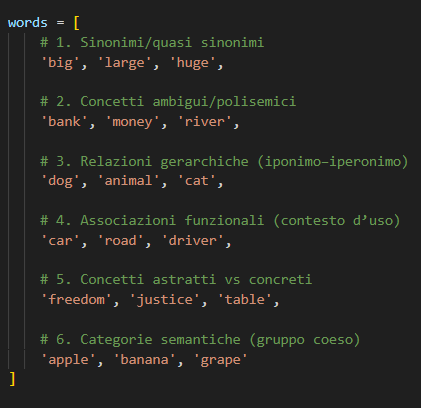 words = [
# 1. Sinonimi/quasi sinonimi
'big', 'large', 'huge',
# 2. Concetti ambigui/polisemici
'bank', 'money', 'river',
# 3. Relazioni gerarchiche (iponimo–iperonimo)
'dog', 'animal', 'cat',
# 4. Associazioni funzionali (contesto d’uso)
'car', 'road', 'driver',
# 5. Concetti astratti vs concreti
'freedom', 'justice', 'table',
# 6. Categorie semantiche (gruppo coeso)
'apple', 'banana', 'grape'
]